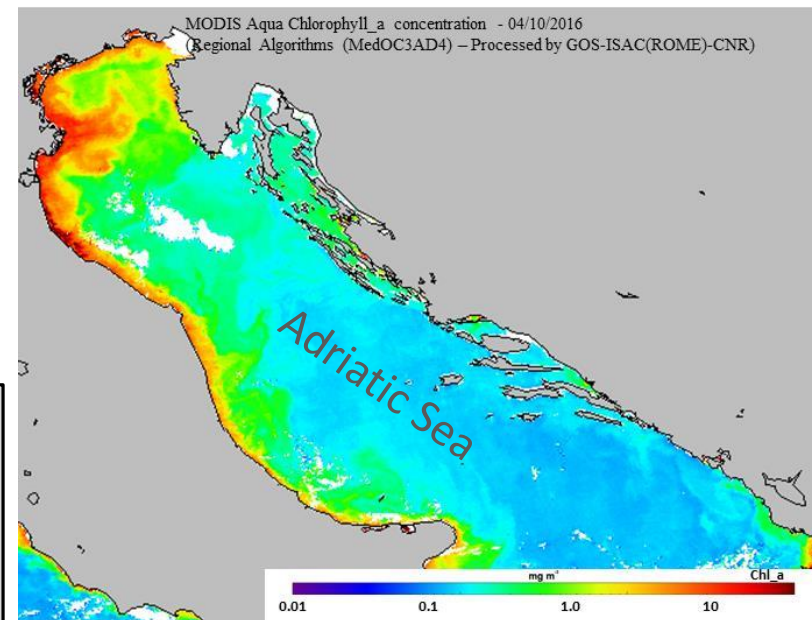 MODIS Aqua Chlorophyll_a concentration - 04/10/2016
(Regional Algorithms (MedOC3AD4) – Processed by GOS-ISAC(ROME)-CNR)
Adriatic Sea
mg m³
Chl_a
0.01 0.1 1.0 10